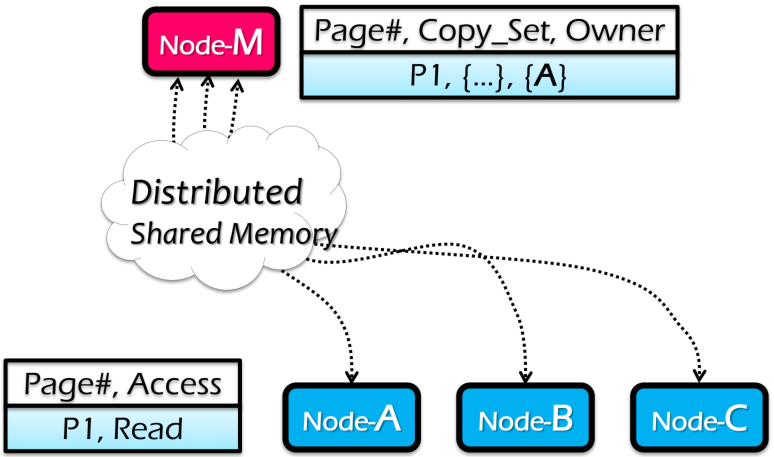 Node-M
Page#, Copy_Set, Owner
P1, {...}, {A}
Distributed
Shared Memory
Page#, Access
P1, Read
Node-A
Node-B
Node-C